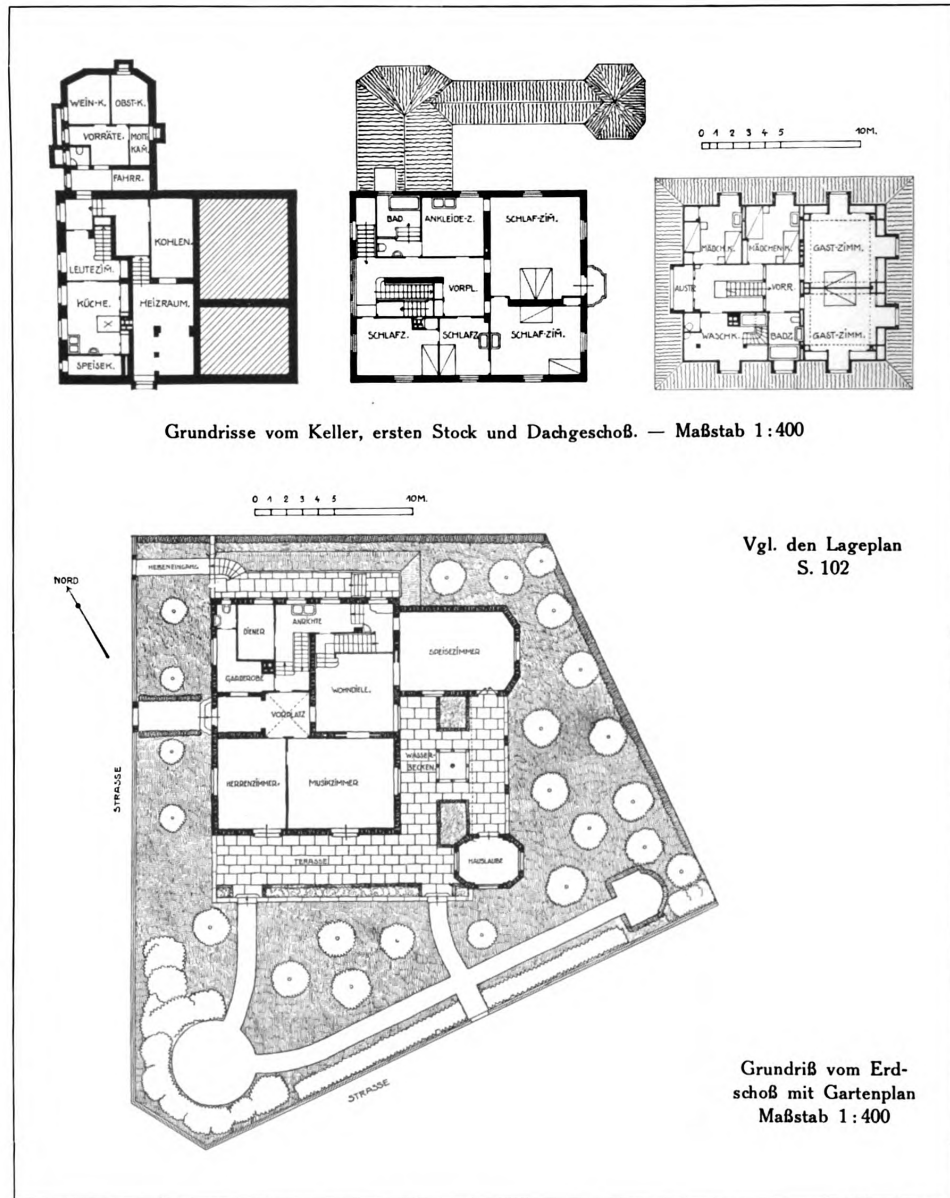 WEIN-K. OBST-K.
VORRÄTE. MOTT. KAM.
FAHRR.
KOHLEN.
LEUTEZIM.
KÜCHE. HEIZRAUM.
SPEISEK.
BAD. ANKLEIDE-Z. SCHLAF-ZIM.
VORPL.
SCHLAFZ. SCHLAFZ. SCHLAF-ZIM.
0 1 2 3 4 5 10M.
MÄDCH.K. MÄDCHEN.K. GAST-ZIMM.
AUSTR. VORR.
WASCHK. BADZ. GAST-ZIMM.
Grundrisse vom Keller, ersten Stock und Dachgeschoß. — Maßstab 1:400
0 1 2 3 4 5 10M.
Vgl. den Lageplan
S. 102
NORD
NEBENEINGANG
DIENER. ANRICHTE
SPEISEZIMMER
GARDEROBE WOHNDIELE.
VORPLATZ
WASSER-
BECKEN.
HERRENZIMMER. MUSIKZIMMER
STRASSE
TERASSE HAUSLAUBE
STRASSE
Grundriß vom Erd-
schoß mit Gartenplan
Maßstab 1:400